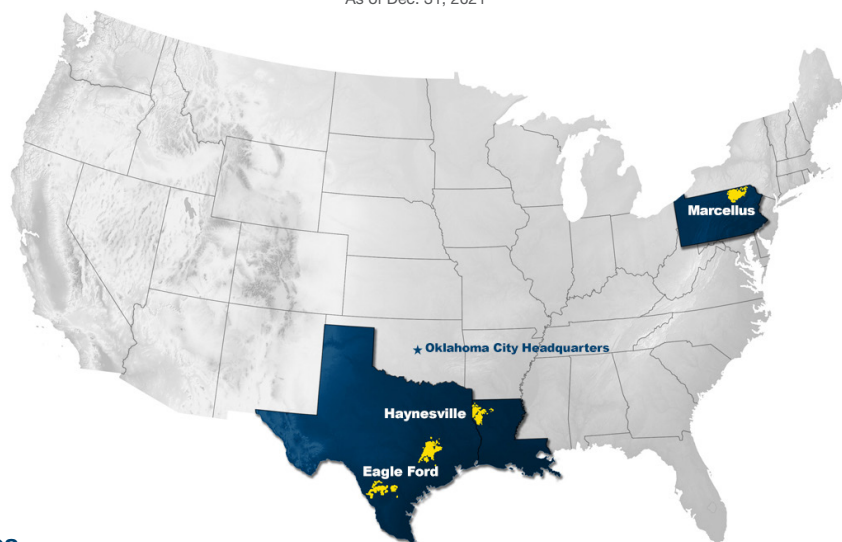 As of Dec. 31, 2021
Marcellus
Oklahoma City Headquarters
Haynesville
Eagle Ford